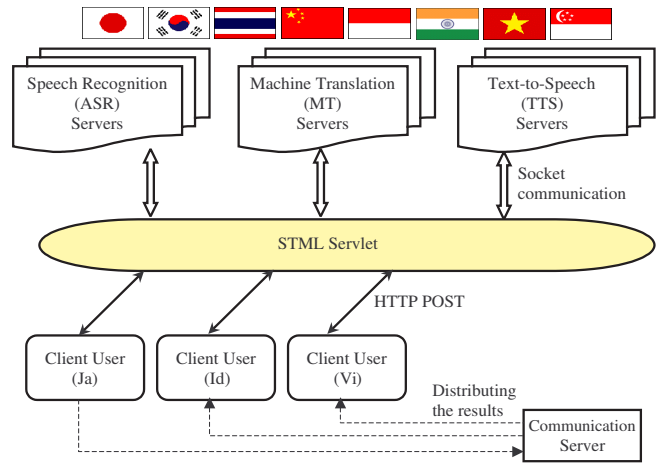 Speech Recognition
(ASR)
Servers
Machine Translation
(MT)
Servers
Text-to-Speech
(TTS)
Servers
Socket
communication
STML Servlet
HTTP POST
Client User
(Ja)
Client User
(Id)
Client User
(Vi)
Distributing
the results
Communication
Server